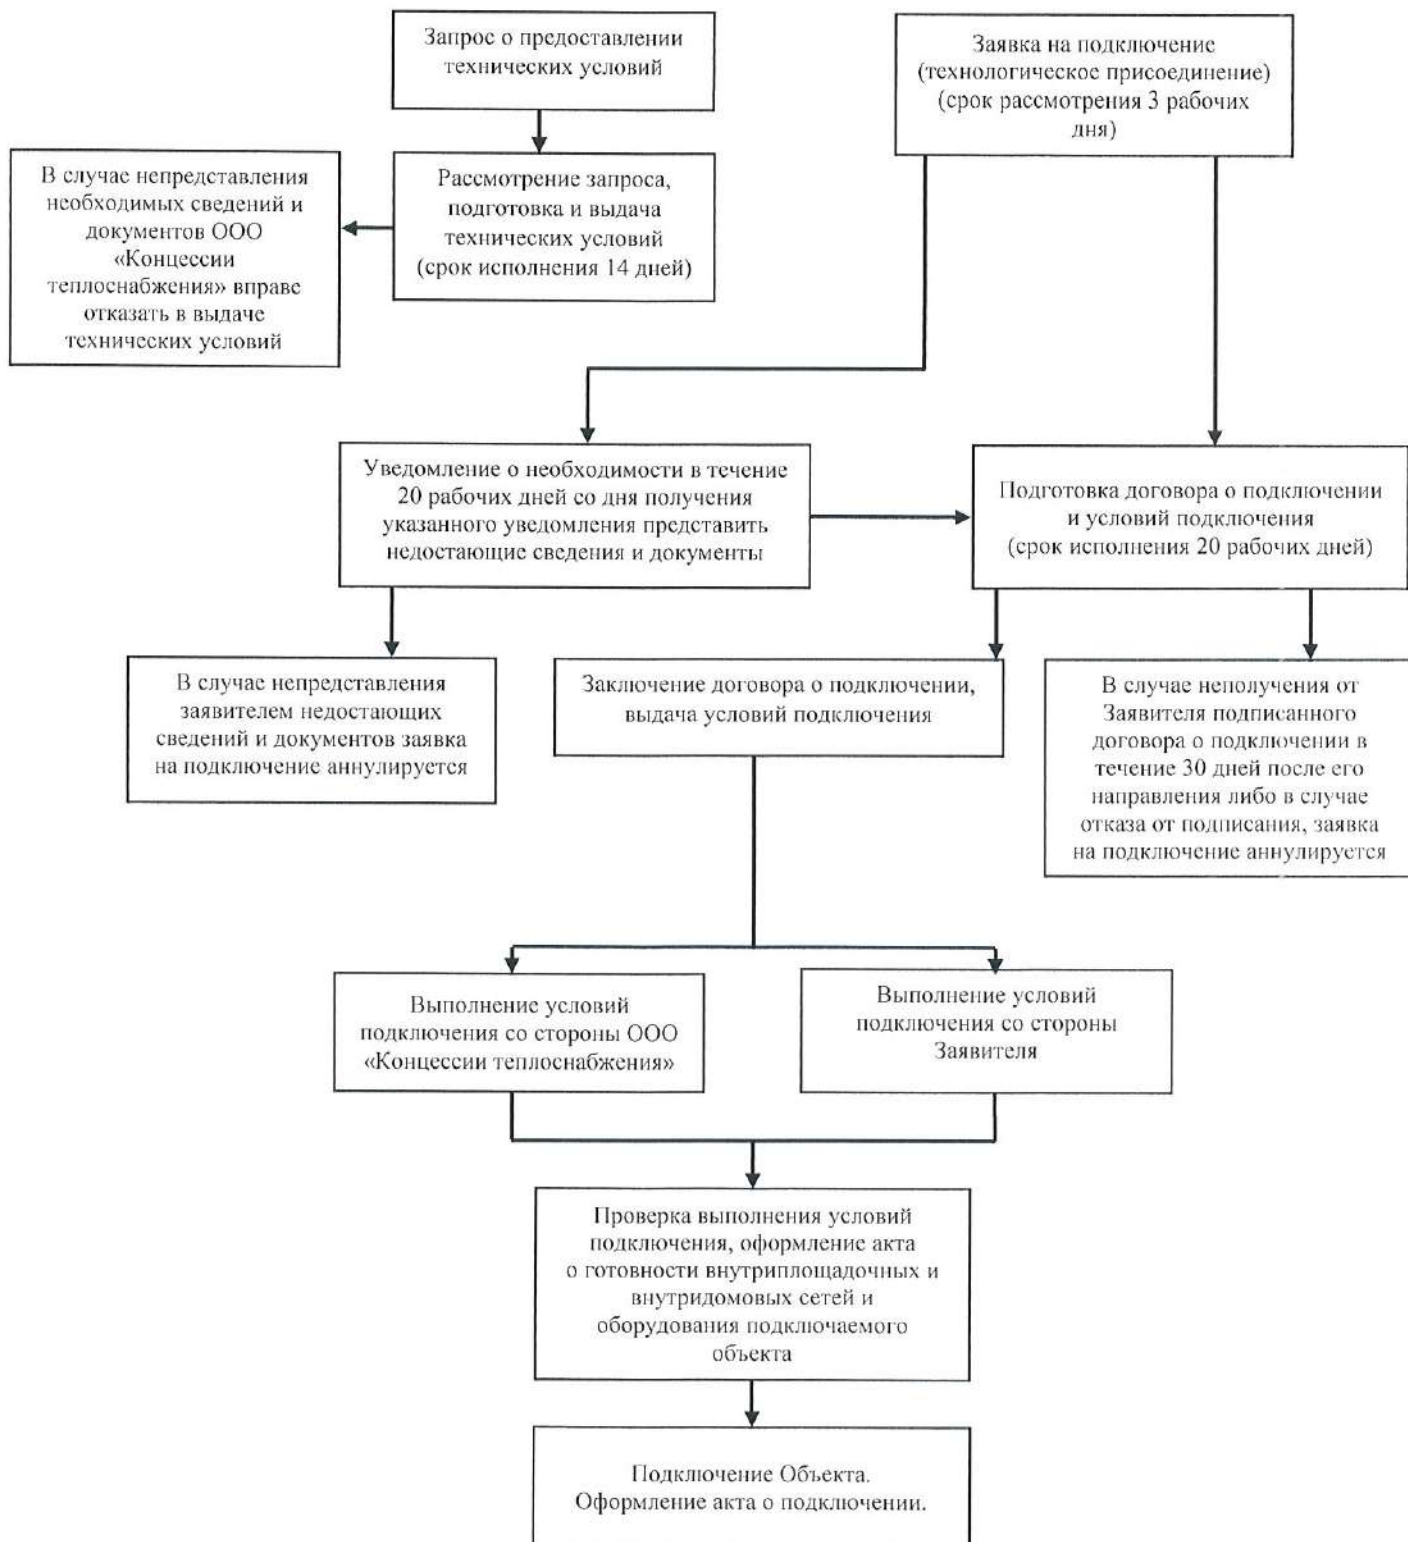 Запрос о предоставлении
технических условий
Заявка на подключение
(технологическое присоединение)
(срок рассмотрения 3 рабочих
дня)
В случае непредставления
необходимых сведений и
документов ООО
«Концессии
теплоснабжения» вправе
отказать в выдаче
технических условий
Рассмотрение запроса,
подготовка и выдача
технических условий
(срок исполнения 14 дней)
Уведомление о необходимости в течение
20 рабочих дней со дня получения
указанного уведомления представить
недостающие сведения и документы
Подготовка договора о подключении
и условий подключения
(срок исполнения 20 рабочих дней)
В случае непредставления
заявителем недостающих
сведений и документов заявка
на подключение аннулируется
Заключение договора о подключении,
выдача условий подключения
В случае неполучения от
Заявителя подписанного
договора о подключении в
течение 30 дней после его
направления либо в случае
отказа от подписания, заявка
на подключение аннулируется
Выполнение условий
подключения со стороны ООО
«Концессии теплоснабжения»
Выполнение условий
подключения со стороны
Заявителя
Проверка выполнения условий
подключения, оформление акта
о готовности внутриплощадочных и
внутридомовых сетей и
оборудования подключаемого
объекта
Подключение Объекта.
Оформление акта о подключении.